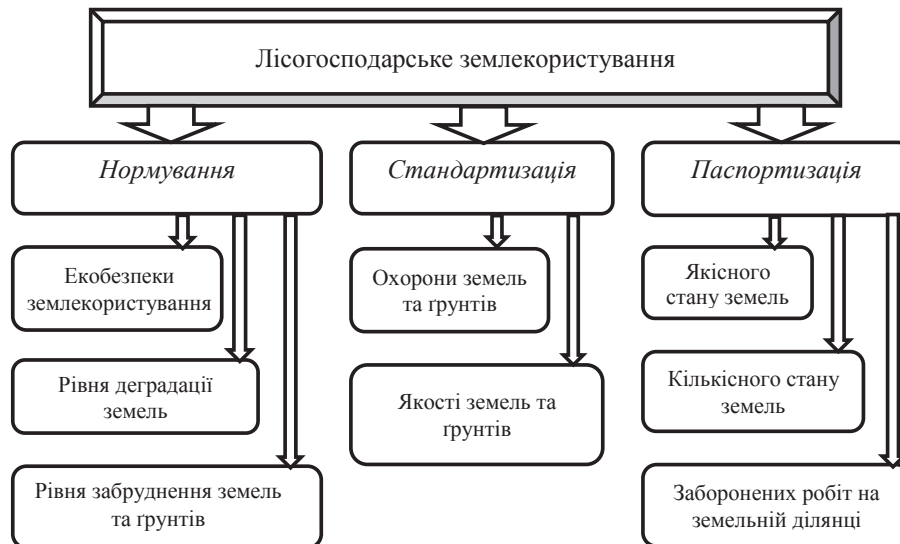 Лісогосподарське землекористування
Нормування
Екобезпеки
землекористування
Рівня деградації
земель
Рівня забруднення земель
та ґрунтів
Стандартизація
Охорони земель
та ґрунтів
Якості земель та
ґрунтів
Паспортизація
Якісного
стану земель
Кількісного стану
земель
Заборонених робіт на
земельній ділянці